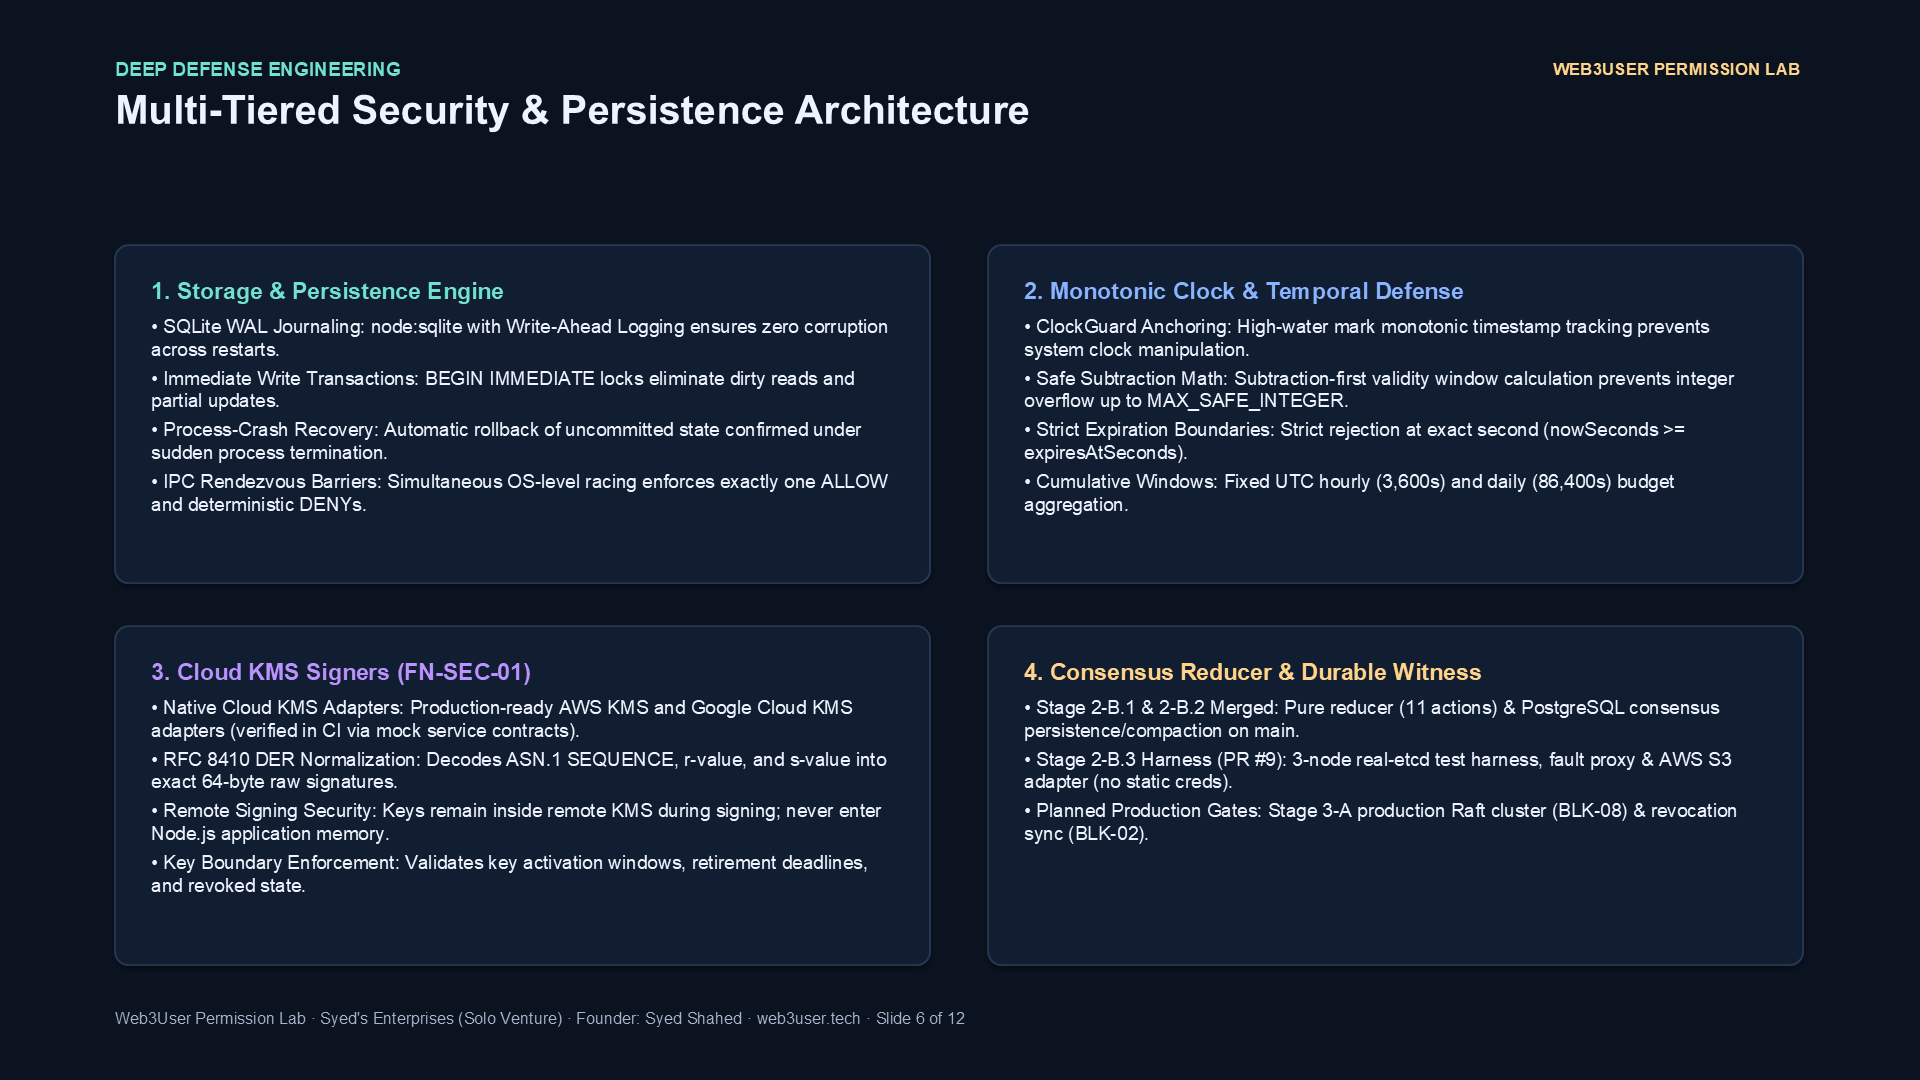 DEEP DEFENSE ENGINEERING
WEB3USER PERMISSION LAB
Multi-Tiered Security & Persistence Architecture
1. Storage & Persistence Engine
• SQLite WAL Journaling: node:sqlite with Write-Ahead Logging ensures zero corruption
across restarts.
• Immediate Write Transactions: BEGIN IMMEDIATE locks eliminate dirty reads and
partial updates.
• Process-Crash Recovery: Automatic rollback of uncommitted state confirmed under
sudden process termination.
• IPC Rendezvous Barriers: Simultaneous OS-level racing enforces exactly one ALLOW
and deterministic DENYs.
2. Monotonic Clock & Temporal Defense
• ClockGuard Anchoring: High-water mark monotonic timestamp tracking prevents
system clock manipulation.
• Safe Subtraction Math: Subtraction-first validity window calculation prevents integer
overflow up to MAX_SAFE_INTEGER.
• Strict Expiration Boundaries: Strict rejection at exact second (nowSeconds >=
expiresAtSeconds).
• Cumulative Windows: Fixed UTC hourly (3,600s) and daily (86,400s) budget
aggregation.
3. Cloud KMS Signers (FN-SEC-01)
• Native Cloud KMS Adapters: Production-ready AWS KMS and Google Cloud KMS
adapters (verified in CI via mock service contracts).
• RFC 8410 DER Normalization: Decodes ASN.1 SEQUENCE, r-value, and s-value into
exact 64-byte raw signatures.
• Remote Signing Security: Keys remain inside remote KMS during signing; never enter
Node.js application memory.
• Key Boundary Enforcement: Validates key activation windows, retirement deadlines,
and revoked state.
4. Consensus Reducer & Durable Witness
• Stage 2-B.1 & 2-B.2 Merged: Pure reducer (11 actions) & PostgreSQL consensus
persistence/compaction on main.
• Stage 2-B.3 Harness (PR #9): 3-node real-etcd test harness, fault proxy & AWS S3
adapter (no static creds).
• Planned Production Gates: Stage 3-A production Raft cluster (BLK-08) & revocation
sync (BLK-02).
Web3User Permission Lab · Syed's Enterprises (Solo Venture) · Founder: Syed Shahed · web3user.tech · Slide 6 of 12